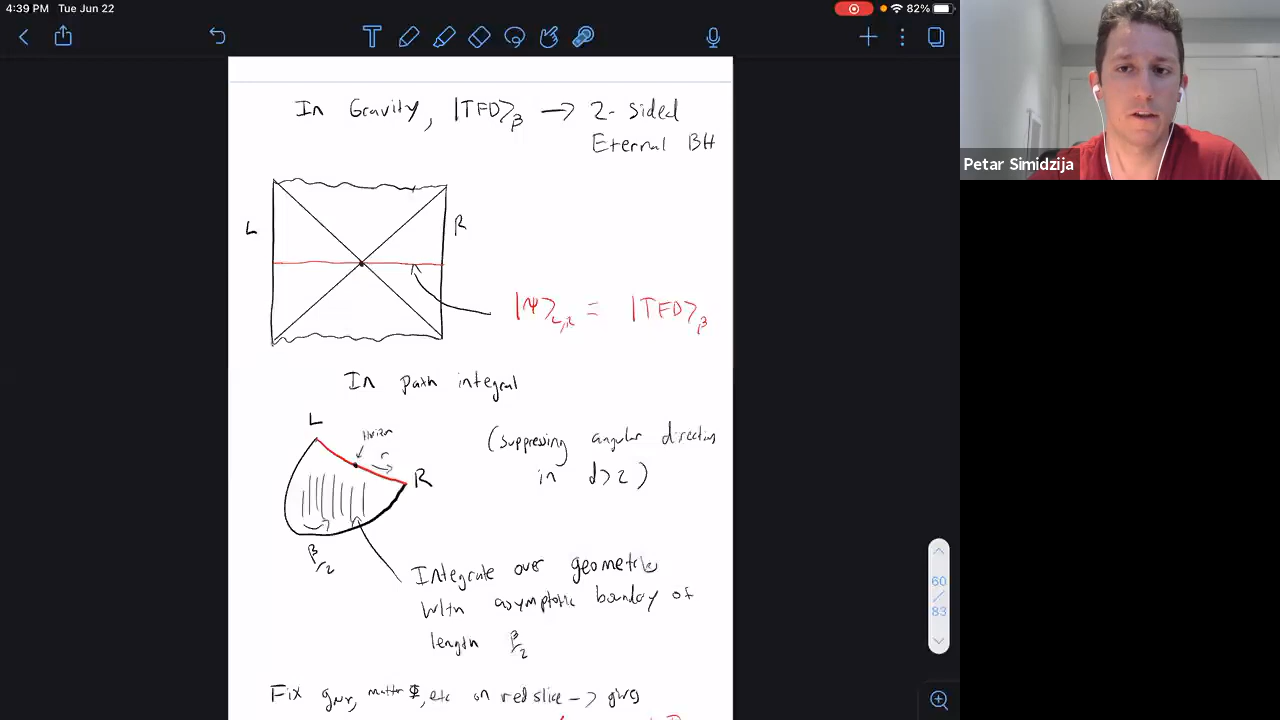 4:39 PM Tue Jun 22
82%
In Gravity, |TFD⟩β → 2-sided
Eternal BH
L
R
|Ψ⟩L,R = |TFD⟩β
In path integral
L
Horizon
r
R
β/2
(suppressing angular directions
in d>2)
Integrate over geometries
with asymptotic boundary of
length β/2
Fix gμν, matter Φ, etc on red slice → gives
Petar Simidzija
60
/
83